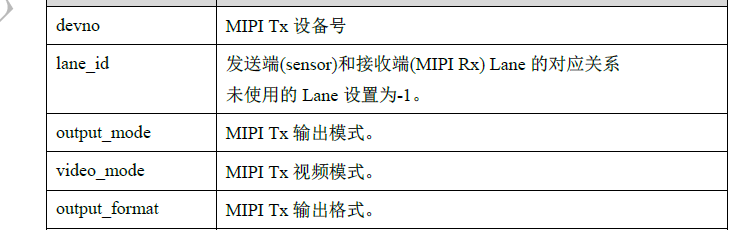 devno MIPI Tx 设备号
lane_id 发送端(sensor)和接收端(MIPI Rx) Lane 的对应关系
未使用的 Lane 设置为-1。
output_mode MIPI Tx 输出模式。
video_mode MIPI Tx 视频模式。
output_format MIPI Tx 输出格式。